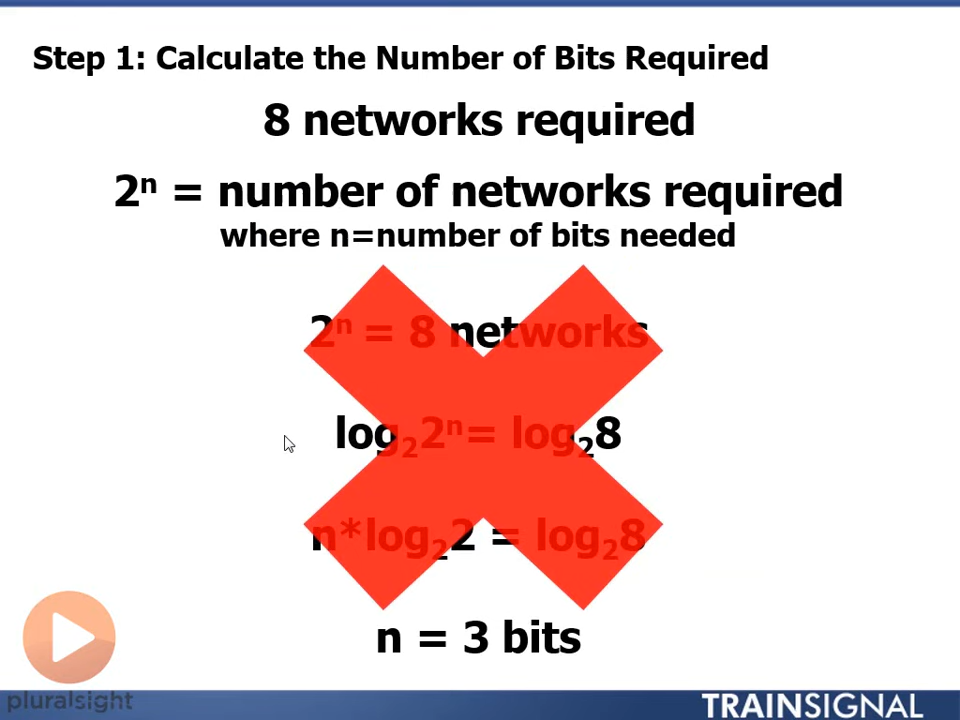 Step 1: Calculate the Number of Bits Required
8 networks required
2ⁿ = number of networks required
where n=number of bits needed
2ⁿ = 8 networks
log₂2ⁿ= log₂8
n*log₂2 = log₂8
n = 3 bits
pluralsight
TRAINSIGNAL